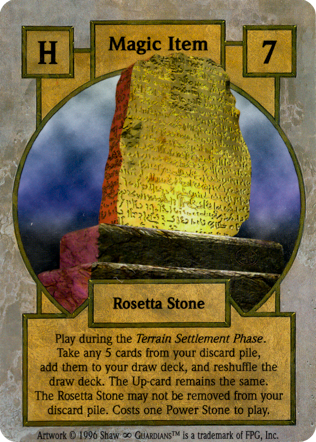 H
Magic Item
7
Rosetta Stone
Play during the Terrain Settlement Phase.
Take any 5 cards from your discard pile,
add them to your draw deck, and reshuffle the
draw deck. The Up-card remains the same.
The Rosetta Stone may not be removed from your
discard pile. Costs one Power Stone to play.
Artwork © 1996 Shaw ∞ GUARDIANS™ is a trademark of FPG, Inc.